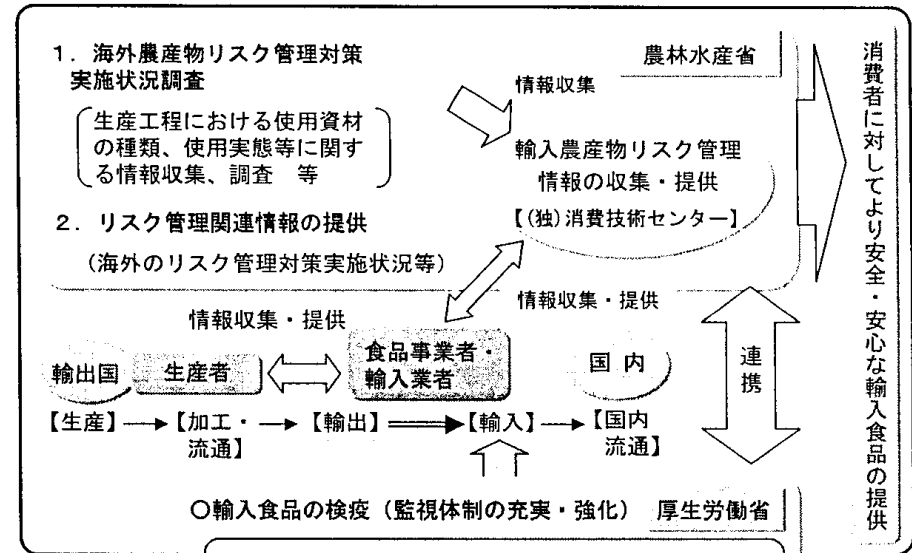 1．海外農産物リスク管理対策
実施状況調査
生産工程における使用資材
の種類、使用実態等に関す
る情報収集、調査　等
農林水産省
情報収集
輸入農産物リスク管理
情報の収集・提供
【(独)消費技術センター】
2．リスク管理関連情報の提供
（海外のリスク管理対策実施状況等）
情報収集・提供
情報収集・提供
輸出国
生産者
食品事業者・
輸入業者
国内
連携
【生産】
【加工・
流通】
【輸出】
【輸入】
【国内
流通】
○輸入食品の検疫（監視体制の充実・強化）
厚生労働省
消費者に対してより安全・安心な輸入食品の提供